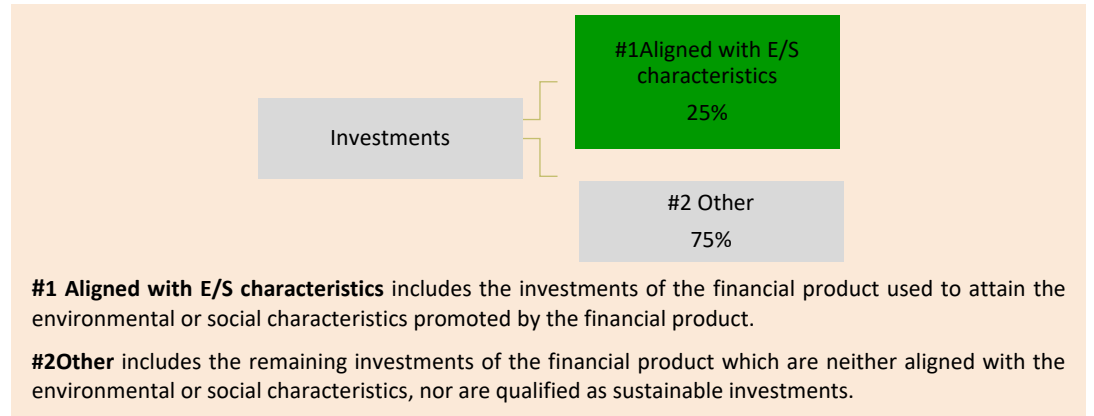 #1Aligned with E/S
characteristics
25%
Investments
#2 Other
75%
#1 Aligned with E/S characteristics includes the investments of the financial product used to attain the
environmental or social characteristics promoted by the financial product.
#2Other includes the remaining investments of the financial product which are neither aligned with the
environmental or social characteristics, nor are qualified as sustainable investments.